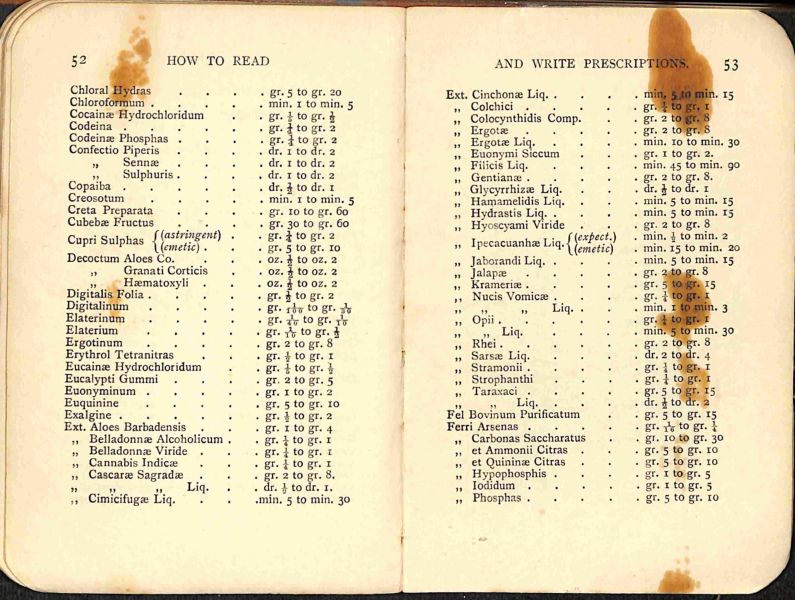 52 HOW TO READ
Chloral Hydras . . . . gr. 5 to gr. 20
Chloroformum . . . . . min. 1 to min. 5
Cocainæ Hydrochloridum . . . gr. ⅕ to gr. ½
Codeina . . . . . . gr. ¼ to gr. 2
Codeinæ Phosphas . . . . . gr. ¼ to gr. 2
Confectio Piperis . . . . dr. 1 to dr. 2
„ Sennæ . . . . dr. 1 to dr. 2
„ Sulphuris . . . . dr. 1 to dr. 2
Copaiba . . . . . . dr. ½ to dr. 1
Creosotum . . . . . min. 1 to min. 5
Creta Preparata . . . . . gr. 10 to gr. 60
Cubebæ Fructus . . . . . gr. 30 to gr. 60
Cupri Sulphas {(astringent) . . gr. ¼ to gr. 2
{(emetic) . . . gr. 5 to gr. 10
Decoctum Aloes Co. . . . . oz. ½ to oz. 2
„ Granati Corticis . . oz. ½ to oz. 2
„ Hæmatoxyli . . . oz. ½ to oz. 2
Digitalis Folia . . . . . gr. ½ to gr. 2
Digitalinum . . . . . gr. 1/100 to gr. 1/30
Elaterinum . . . . . gr. 1/40 to gr. 1/10
Elaterium . . . . . gr. 1/10 to gr. ½
Ergotinum . . . . . gr. 2 to gr. 8
Erythrol Tetranitras . . . . gr. ½ to gr. 1
Eucainæ Hydrochloridum . . . gr. to gr. ½
Eucalypti Gummi . . . . gr. 2 to gr. 5
Euonyminum . . . . . gr. 1 to gr. 2
Euquinine . . . . . gr. 5 to gr. 10
Exalgine . . . . . . gr. ½ to gr. 2
Ext. Aloes Barbadensis . . . . gr. 1 to gr. 4
„ Belladonnæ Alcoholicum . . gr. ¼ to gr. 1
„ Belladonnæ Viride . . . gr. ¼ to gr. 1
„ Cannabis Indicæ . . . gr. ¼ to gr. 1
„ Cascaræ Sagradæ . . . gr. 2 to gr. 8.
„ „ „ Liq. . . dr. ½ to dr. 1.
„ Cimicifugæ Liq. . . .min. 5 to min. 30
AND WRITE PRESCRIPTIONS. 53
Ext. Cinchonæ Liq. . . . . min. 5 to min. 15
„ Colchici . . . . . gr. ¼ to gr. 1
„ Colocynthidis Comp. . . . gr. 2 to gr. 8
„ Ergotæ . . . . . gr. 2 to gr. 8
„ Ergotæ Liq. . . . . min. 10 to min. 30
„ Euonymi Siccum . . . gr. 1 to gr. 2.
„ Filicis Liq. . . . . min. 45 to min. 90
„ Gentianæ . . . . . gr. 2 to gr. 8.
„ Glycyrrhizæ Liq. . . . dr. ½ to dr. 1
„ Hamamelidis Liq. . . . min. 5 to min. 15
„ Hydrastis Liq. . . . . min. 5 to min. 15
„ Hyoscyami Viride . . . gr. 2 to gr. 8
„ Ipecacuanhæ Liq. {(expect.) . min. ½ to min. 2
{(emetic) . min. 15 to min. 20
„ Jaborandi Liq. . . . . min. 5 to min. 15
„ Jalapæ . . . . . gr. 2 to gr. 8
„ Krameriæ . . . . . gr. 5 to gr. 15
„ Nucis Vomicæ . . . . gr. ¼ to gr. 1
„ „ „ Liq. . . min. 1 to min. 3
„ Opii . . . . . . gr. ¼ to gr. 1
„ „ Liq. . . . . min. 5 to min. 30
„ Rhei . . . . . . gr. 2 to gr. 8
„ Sarsæ Liq. . . . . dr. 2 to dr. 4
„ Stramonii . . . . . gr. ¼ to gr. 1
„ Strophanthi . . . . gr. ¼ to gr. 1
„ Taraxaci . . . . . gr. 5 to gr. 15
„ „ Liq. . . . . dr. ½ to dr. 2
Fel Bovinum Purificatum . . . gr. 5 to gr. 15
Ferri Arsenas . . . . . gr. 1/16 to gr. ¼
„ Carbonas Saccharatus . . gr. 10 to gr. 30
„ et Ammonii Citras . . . gr. 5 to gr. 10
„ et Quininæ Citras . . . gr. 5 to gr. 10
„ Hypophosphis . . . . gr. 1 to gr. 5
„ Iodidum . . . . . gr. 1 to gr. 5
„ Phosphas . . . . . gr. 5 to gr. 10